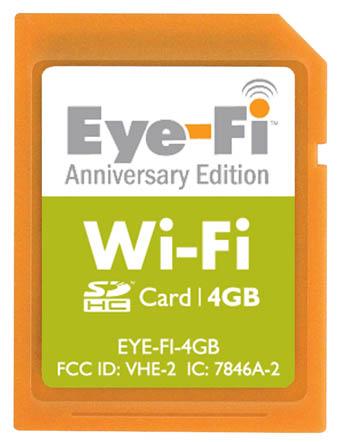 Eye-Fi™
Anniversary Edition
Wi-Fi
SD HC Card | 4GB
EYE-FI-4GB
FCC ID: VHE-2 IC: 7846A-2